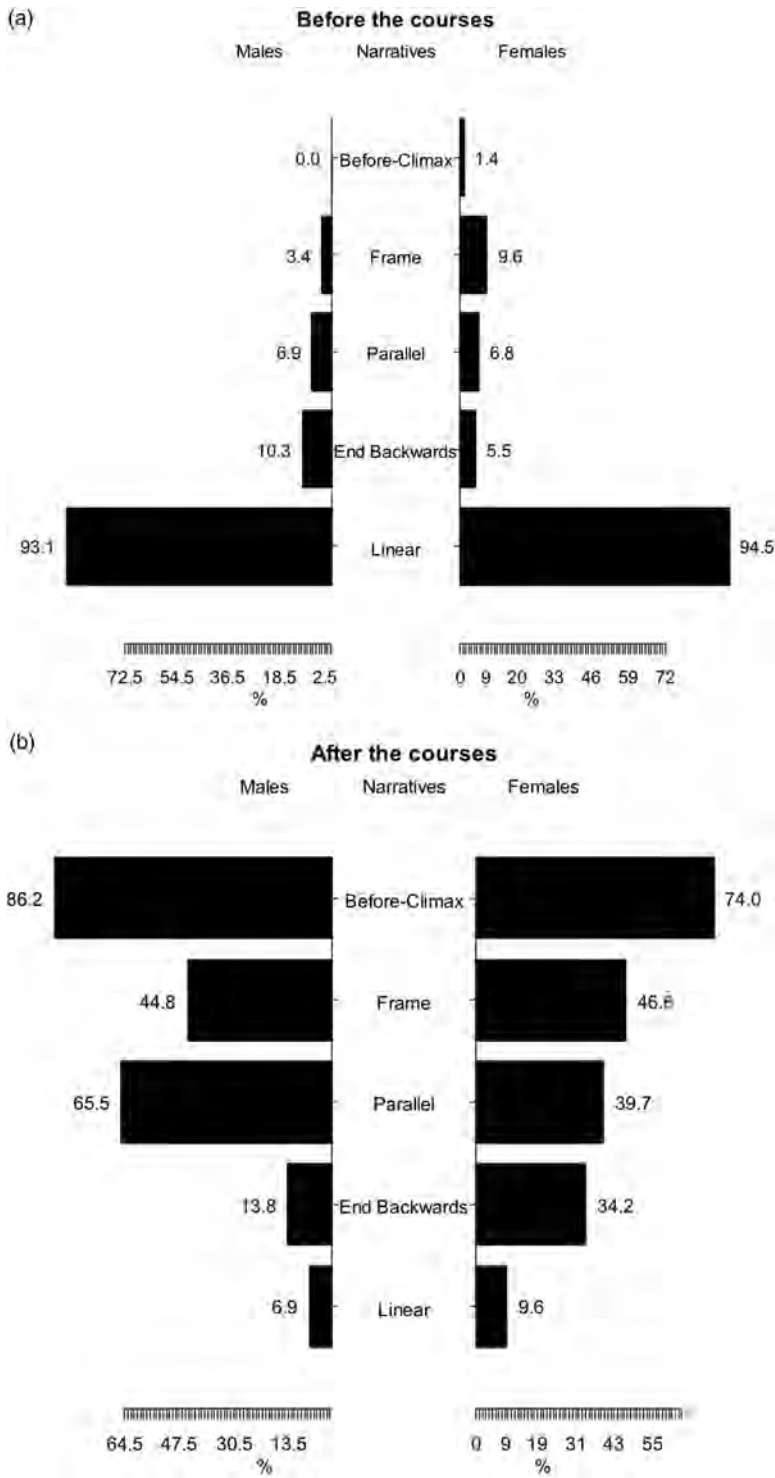 (a)
Before the courses
Males Narratives Females
0.0 Before-Climax 1.4
3.4 Frame 9.6
6.9 Parallel 6.8
10.3 End Backwards 5.5
93.1 Linear 94.5
72.5 54.5 36.5 18.5 2.5 0 9 20 33 46 59 72
% %
(b)
After the courses
Males Narratives Females
86.2 Before-Climax 74.0
44.8 Frame 46.6
65.5 Parallel 39.7
13.8 End Backwards 34.2
6.9 Linear 9.6
64.5 47.5 30.5 13.5 0 9 19 31 43 55
% %